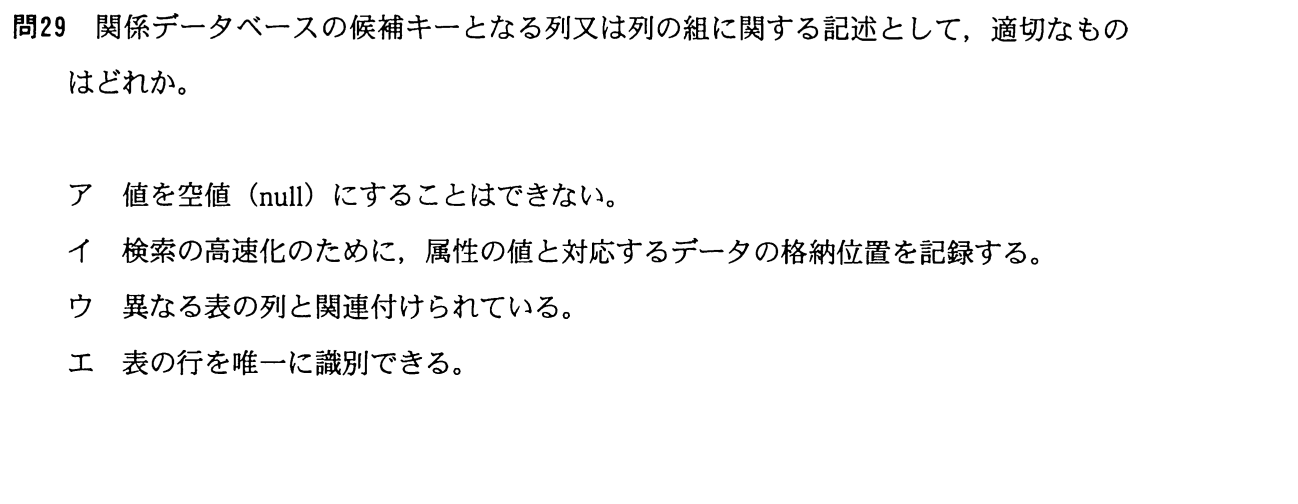 問29　関係データベースの候補キーとなる列又は列の組に関する記述として，適切なもの
はどれか。
ア　値を空値（null）にすることはできない。
イ　検索の高速化のために，属性の値と対応するデータの格納位置を記録する。
ウ　異なる表の列と関連付けられている。
エ　表の行を唯一に識別できる。